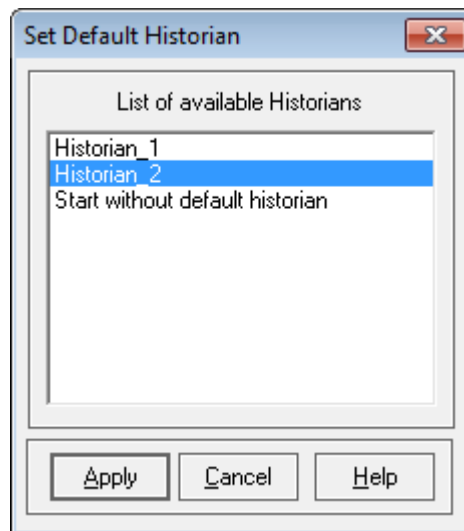 Set Default Historian
List of available Historians
Historian_1
Historian_2
Start without default historian
Apply
Cancel
Help